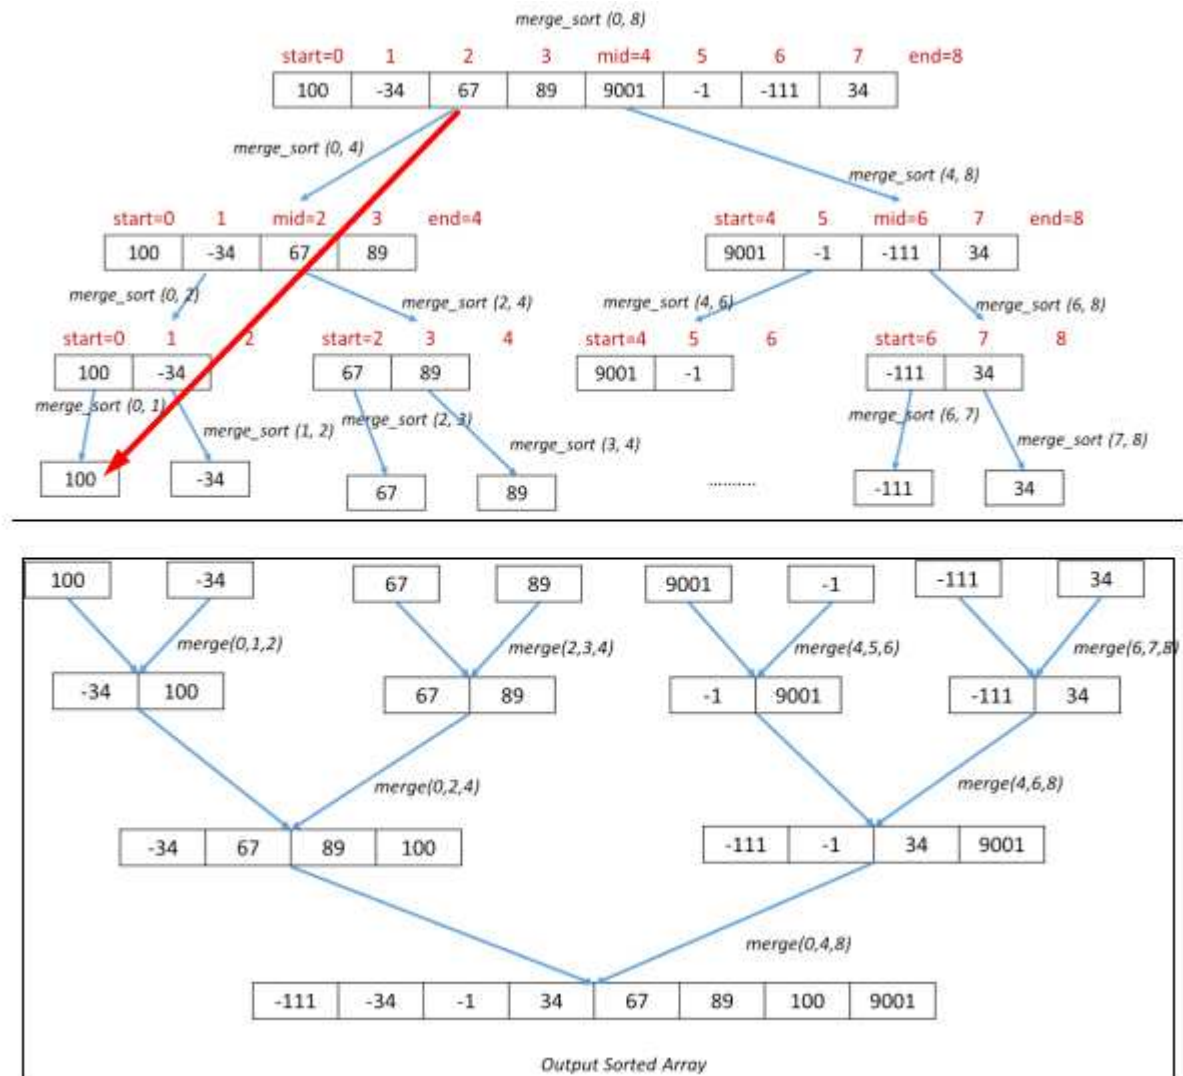 merge_sort (0, 8)
start=0 1 2 3 mid=4 5 6 7 end=8
100 -34 67 89 9001 -1 -111 34
merge_sort (0, 4)
merge_sort (4, 8)
start=0 1 mid=2 3 end=4
start=4 5 mid=6 7 end=8
100 -34 67 89
9001 -1 -111 34
merge_sort (0, 2)
merge_sort (2, 4)
merge_sort (4, 6)
merge_sort (6, 8)
start=0 1 2
start=2 3 4
start=4 5 6
start=6 7 8
100 -34
67 89
9001 -1
-111 34
merge_sort (0, 1)
merge_sort (1, 2)
merge_sort (2, 3)
merge_sort (3, 4)
merge_sort (6, 7)
merge_sort (7, 8)
100
-34
67
89
...........
-111
34
100 -34 67 89 9001 -1 -111 34
merge(0,1,2)
merge(2,3,4)
merge(4,5,6)
merge(6,7,8)
-34 100
67 89
-1 9001
-111 34
merge(0,2,4)
merge(4,6,8)
-34 67 89 100
-111 -1 34 9001
merge(0,4,8)
-111 -34 -1 34 67 89 100 9001
Output Sorted Array